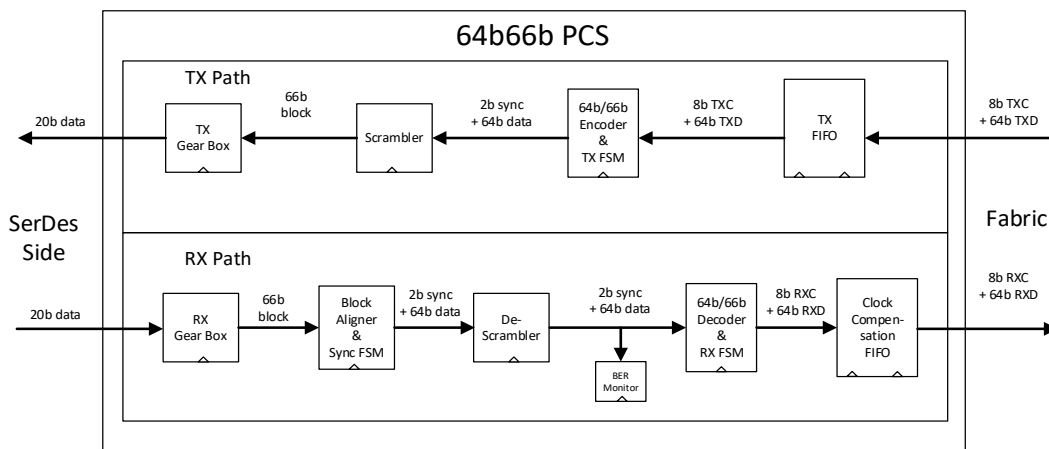 64b66b PCS
TX Path
20b data
TX
Gear Box
66b
block
Scrambler
2b sync
+ 64b data
64b/66b
Encoder
&
TX FSM
8b TXC
+ 64b TXD
TX
FIFO
8b TXC
+ 64b TXD
SerDes
Side
Fabric
RX Path
20b data
RX
Gear Box
66b
block
Block
Aligner
&
Sync FSM
2b sync
+ 64b data
De-
Scrambler
2b sync
+ 64b data
BER
Monitor
64b/66b
Decoder
&
RX FSM
8b RXC
+ 64b RXD
Clock
Compen-
sation
FIFO
8b RXC
+ 64b RXD